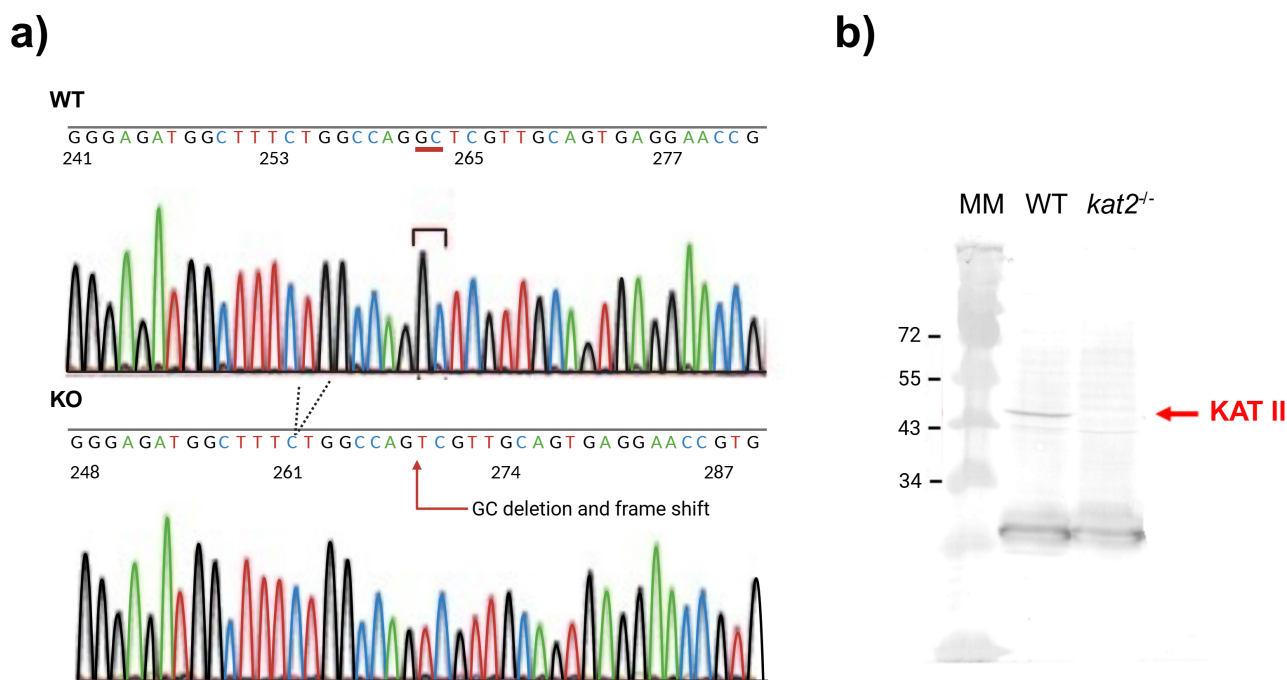 a)
WT
GGGAGATGGCTTTCTGGCCAGGCTCGTTGCAGTGAGGAACCG
241 253 265 277
KO
GGGAGATGGCTTTCTGGCCAGTCGTTGCAGTGAGGAACCGTG
248 261 274 287
GC deletion and frame shift
b)
MM WT kat2-/-
72
55
KAT II
43
34